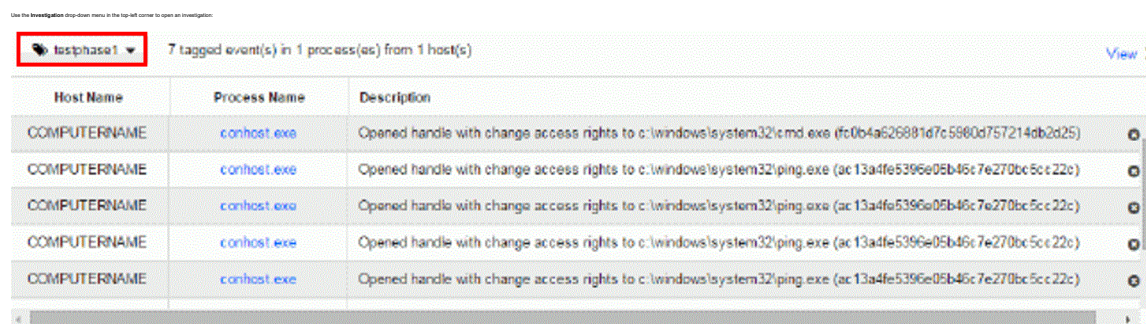 Use the Investigation drop-down menu in the top-left corner to open an investigation:
testphase1 7 tagged event(s) in 1 process(es) from 1 host(s) View
Host Name Process Name Description
COMPUTERNAME conhost.exe Opened handle with change access rights to c:\windows\system32\cmd.exe (fc0b4a626881d7c5980d757214db2d25)
COMPUTERNAME conhost.exe Opened handle with change access rights to c:\windows\system32\ping.exe (ac13a4fe5396e05b46c7e270bc5cc22c)
COMPUTERNAME conhost.exe Opened handle with change access rights to c:\windows\system32\ping.exe (ac13a4fe5396e05b46c7e270bc5cc22c)
COMPUTERNAME conhost.exe Opened handle with change access rights to c:\windows\system32\ping.exe (ac13a4fe5396e05b46c7e270bc5cc22c)
COMPUTERNAME conhost.exe Opened handle with change access rights to c:\windows\system32\ping.exe (ac13a4fe5396e05b46c7e270bc5cc22c)